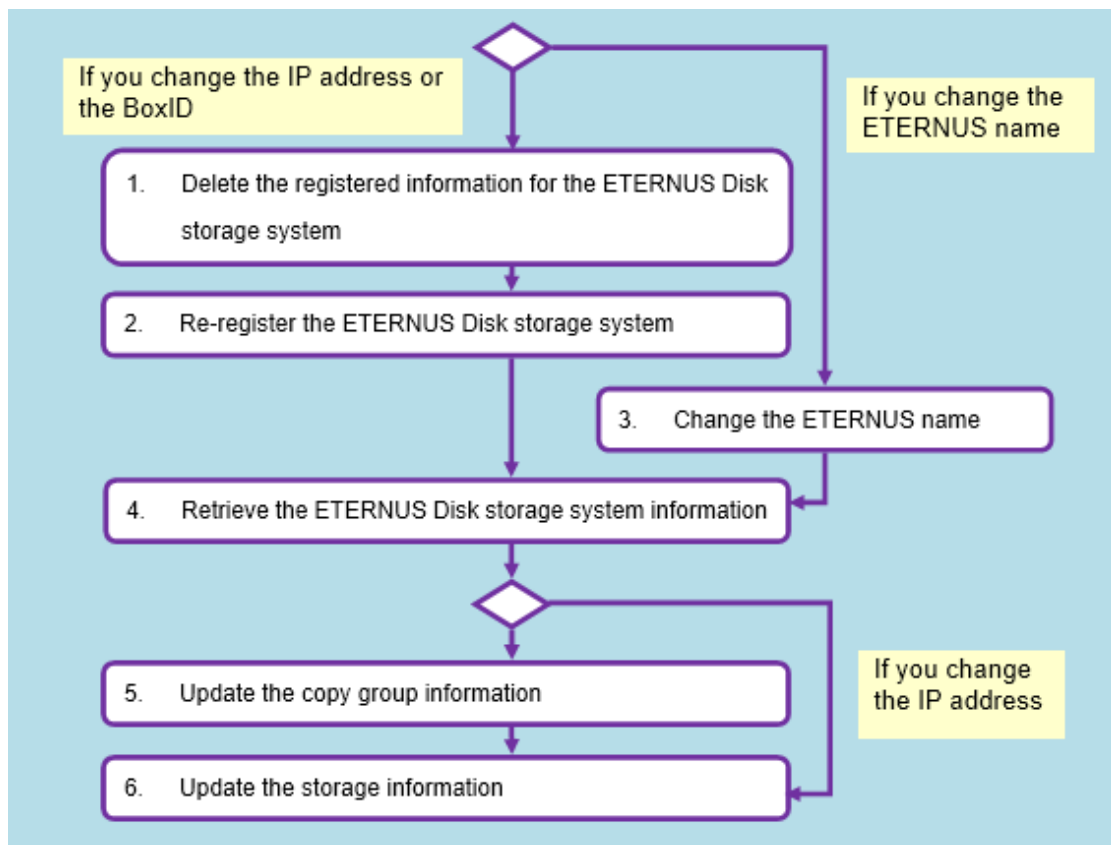 If you change the IP address or
the BoxID
If you change the
ETERNUS name
1. Delete the registered information for the ETERNUS Disk
storage system
2. Re-register the ETERNUS Disk storage system
3. Change the ETERNUS name
4. Retrieve the ETERNUS Disk storage system information
5. Update the copy group information
If you change
the IP address
6. Update the storage information